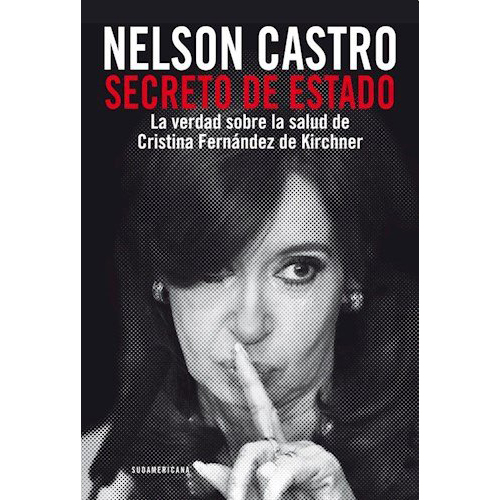 NELSON CASTRO
SECRETO DE ESTADO
La verdad sobre la salud de
Cristina Fernández de Kirchner
SUDAMERICANA